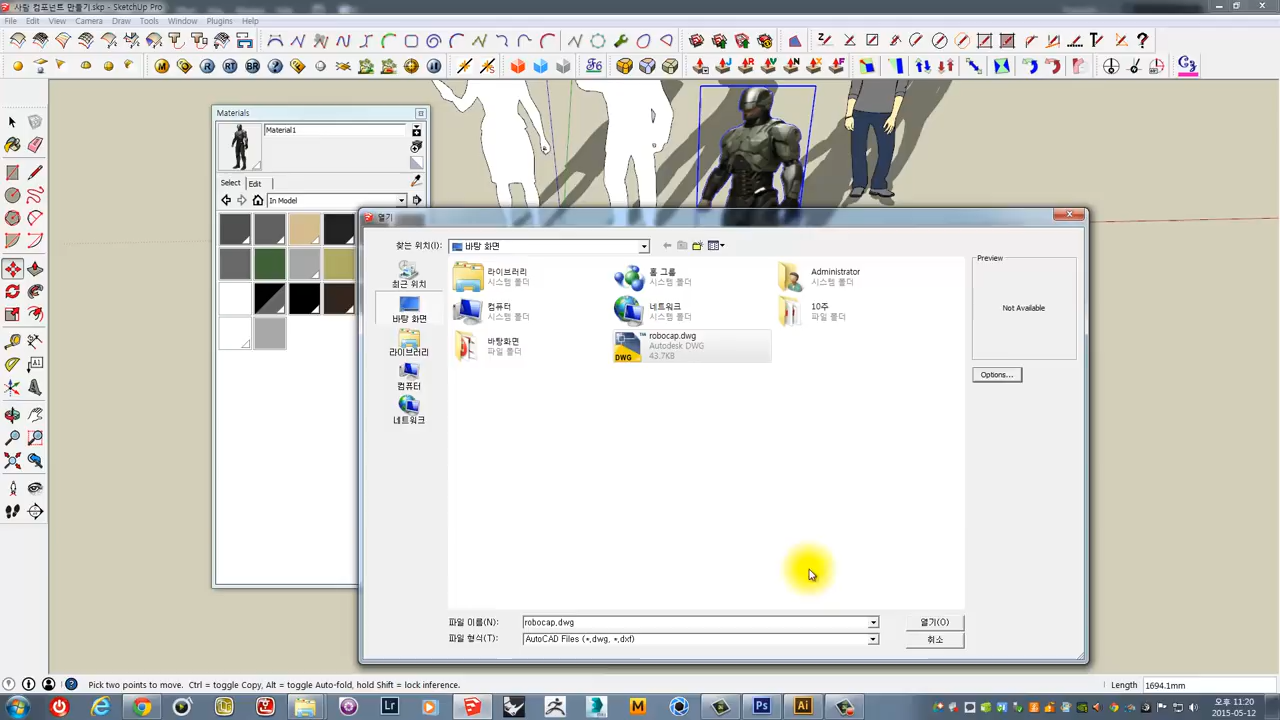 사람 컴포넌트 만들기.skp - SketchUp Pro
File Edit View Camera Draw Tools Window Plugins Help
M R RT BR F6 J R V N X F C3
Materials
Material1
Select Edit
In Model
열기
찾는 위치(I): 바탕 화면
최근 위치
바탕 화면
라이브러리
컴퓨터
네트워크
라이브러리
시스템 폴더
홈 그룹
시스템 폴더
Administrator
시스템 폴더
컴퓨터
시스템 폴더
네트워크
시스템 폴더
10주
파일 폴더
바탕화면
파일 폴더
DWG
robocap.dwg
Autodesk DWG
43.7KB
Preview
Not Available
Options...
파일 이름(N): robocap.dwg 열기(O)
파일 형식(T): AutoCAD Files (*.dwg, *.dxf) 취소
Pick two points to move. Ctrl = toggle Copy, Alt = toggle Auto-fold, hold Shift = lock inference.
Length 1694.1mm
Lr M Ps Ai
오후 11:20
2015-05-12